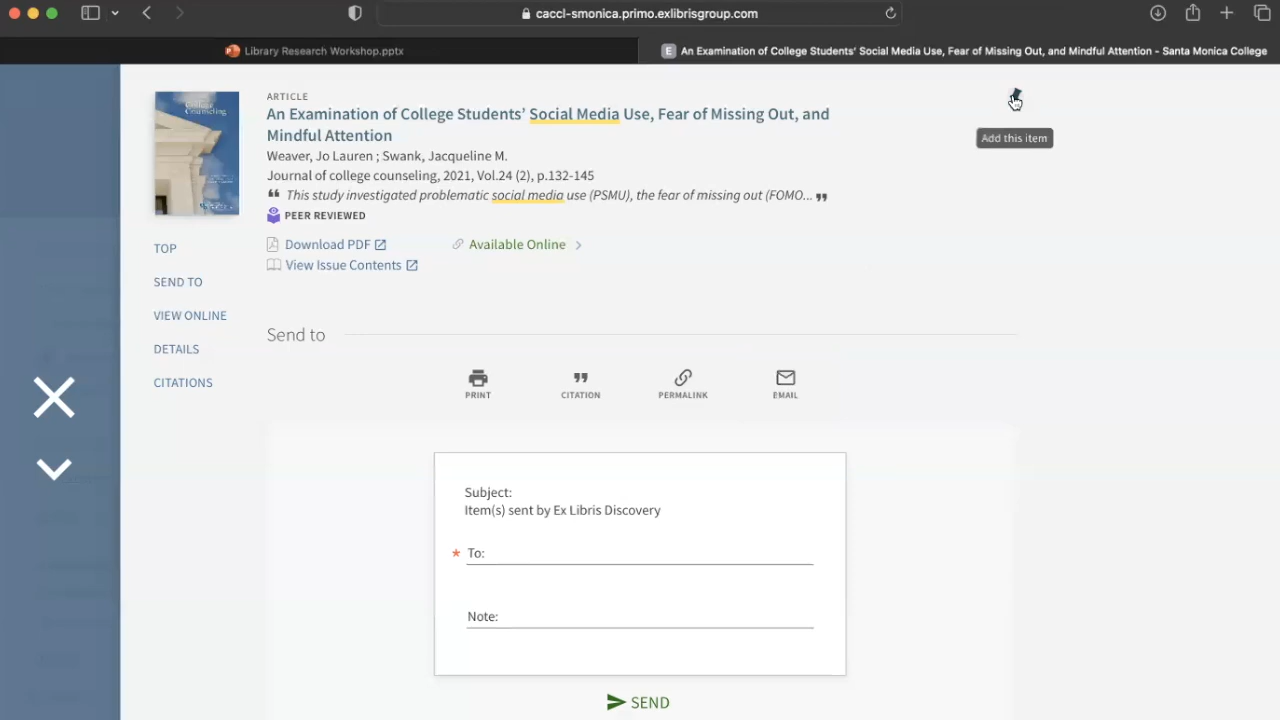 caccl-smonica.primo.exlibrisgroup.com
Library Research Workshop.pptx
E An Examination of College Students' Social Media Use, Fear of Missing Out, and Mindful Attention - Santa Monica College
ARTICLE
An Examination of College Students' Social Media Use, Fear of Missing Out, and
Mindful Attention
Weaver, Jo Lauren ; Swank, Jacqueline M.
Journal of college counseling, 2021, Vol.24 (2), p.132-145
This study investigated problematic social media use (PSMU), the fear of missing out (FOMO...
PEER REVIEWED
Download PDF
Available Online
View Issue Contents
Add this item
Counseling
TOP
SEND TO
VIEW ONLINE
DETAILS
CITATIONS
Send to
PRINT
CITATION
PERMALINK
EMAIL
Subject:
Item(s) sent by Ex Libris Discovery
* To:
Note:
SEND